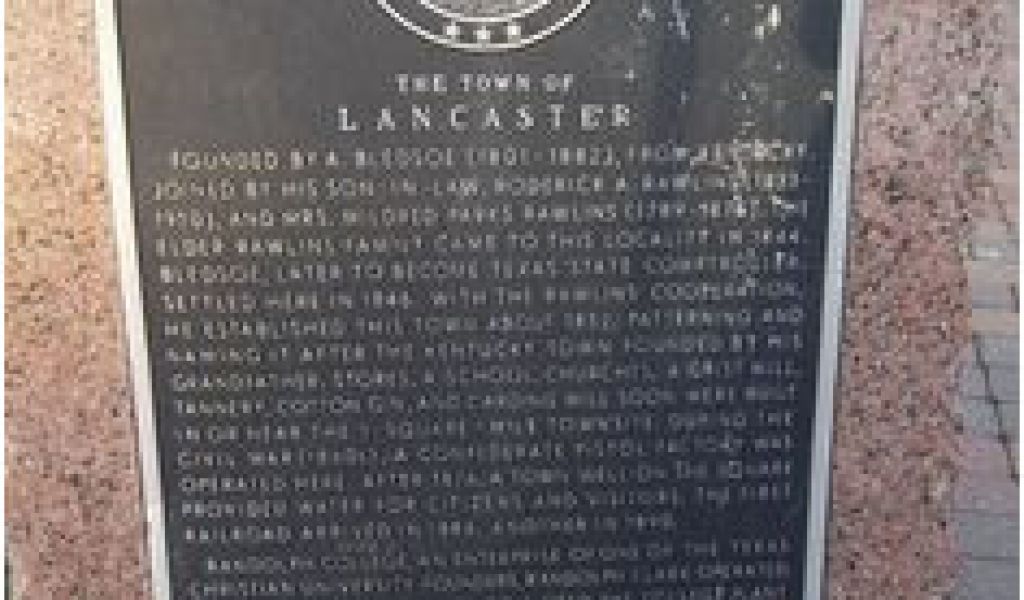 THE TOWN OF
LANCASTER
FOUNDED BY A. BLEDSOE (1801-1882), FROM KENTUCKY,
JOINED BY HIS SON-IN-LAW, RODERICK A. RAWLINS
AND MRS. MILDRED PARKS RAWLINS THE
ELDER RAWLINS FAMILY CAME TO THIS LOCALITY IN 1844.
BLEDSOE, LATER TO BECOME TEXAS STATE COMPTROLLER,
SETTLED HERE IN 1846. WITH THE RAWLINS' COOPERATION,
HE ESTABLISHED THIS TOWN ABOUT 1852, PATTERNING AND
NAMING IT AFTER THE KENTUCKY TOWN FOUNDED BY HIS
GRANDFATHER. STORES, A SCHOOL, CHURCHES, A GRIST MILL,
TANNERY, COTTON GIN, AND CARDING MILL SOON WERE BUILT
IN OR NEAR THE 1 SQUARE MILE TOWNSITE. DURING THE
CIVIL WAR (1860s), A CONFEDERATE PISTOL FACTORY WAS
OPERATED HERE. AFTER A TOWN WELL ON THE SQUARE
PROVIDED WATER FOR CITIZENS AND VISITORS. THE FIRST
RAILROAD ARRIVED IN ANOTHER IN 1890.
RANDOLPH COLLEGE, AN ENTERPRISE OF ONE OF THE TEXAS
CHRISTIAN UNIVERSITY FOUNDERS, RANDOLPH CLARK, OPERATED
COLLEGE PLANT